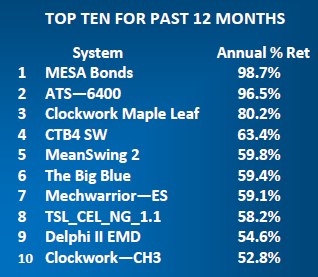 TOP TEN FOR PAST 12 MONTHS
System Annual % Ret
1 MESA Bonds 98.7%
2 ATS—6400 96.5%
3 Clockwork Maple Leaf 80.2%
4 CTB4 SW 63.4%
5 MeanSwing 2 59.8%
6 The Big Blue 59.4%
7 Mechwarrior—ES 59.1%
8 TSL_CEL_NG_1.1 58.2%
9 Delphi II EMD 54.6%
10 Clockwork—CH3 52.8%